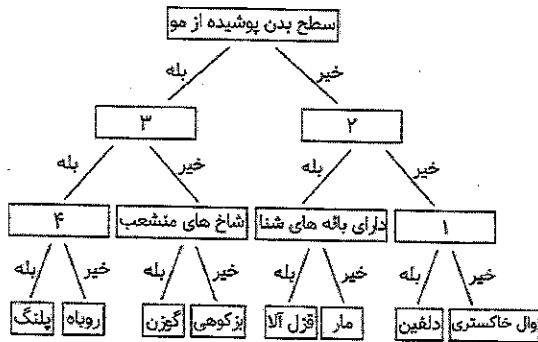 سطح بدن پوشیده از مو
بله خیر
۳ ۲
بله خیر بله خیر
۴ شاخ های منشعب دارای باله های شنا ۱
بله خیر بله خیر بله خیر بله خیر
پلنگ روباه گوزن بزکوهی قزل آلا مار دلفین وال خاکستری